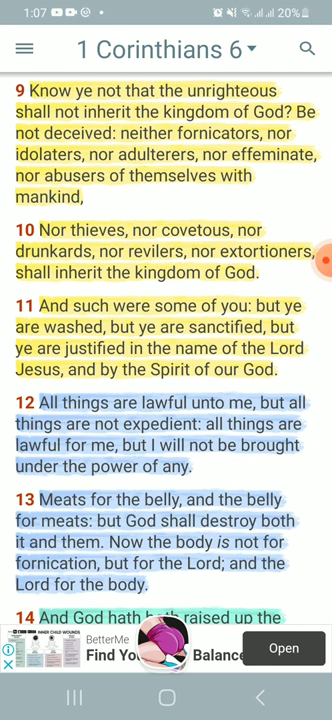 1:07
20%
1 Corinthians 6
9 Know ye not that the unrighteous
shall not inherit the kingdom of God? Be
not deceived: neither fornicators, nor
idolaters, nor adulterers, nor effeminate,
nor abusers of themselves with
mankind,
10 Nor thieves, nor covetous, nor
drunkards, nor revilers, nor extortioners,
shall inherit the kingdom of God.
11 And such were some of you: but ye
are washed, but ye are sanctified, but
ye are justified in the name of the Lord
Jesus, and by the Spirit of our God.
12 All things are lawful unto me, but all
things are not expedient: all things are
lawful for me, but I will not be brought
under the power of any.
13 Meats for the belly, and the belly
for meats: but God shall destroy both
it and them. Now the body is not for
fornication, but for the Lord; and the
Lord for the body.
14 And God hath both raised up the
INNER CHILD WOUNDS
BetterMe
Find Balance
Open